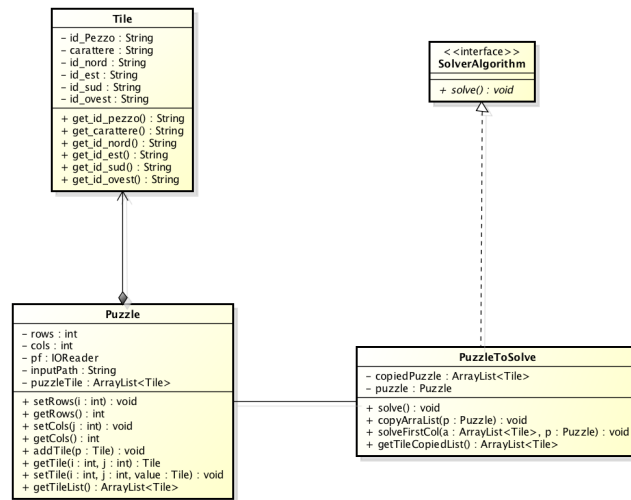 Tile
– id_Pezzo : String
– carattere : String
– id_nord : String
– id_est : String
– id_sud : String
– id_ovest : String
+ get_id_pezzo() : String
+ get_carattere() : String
+ get_id_nord() : String
+ get_id_est() : String
+ get_id_sud() : String
+ get_id_ovest() : String
<<interface>>
SolverAlgorithm
+ solve() : void
Puzzle
– rows : int
– cols : int
– pf : IOReader
– inputPath : String
– puzzleTile : ArrayList<Tile>
+ setRows(i : int) : void
+ getRows() : int
+ setCols(j : int) : void
+ getCols() : int
+ addTile(p : Tile) : void
+ getTile(i : int, j : int) : Tile
+ setTile(i : int, j : int, value : Tile) : void
+ getTileList() : ArrayList<Tile>
PuzzleToSolve
– copiedPuzzle : ArrayList<Tile>
– puzzle : Puzzle
+ solve() : void
+ copyArraList(p : Puzzle) : void
+ solveFirstCol(a : ArrayList<Tile>, p : Puzzle) : void
+ getTileCopiedList() : ArrayList<Tile>